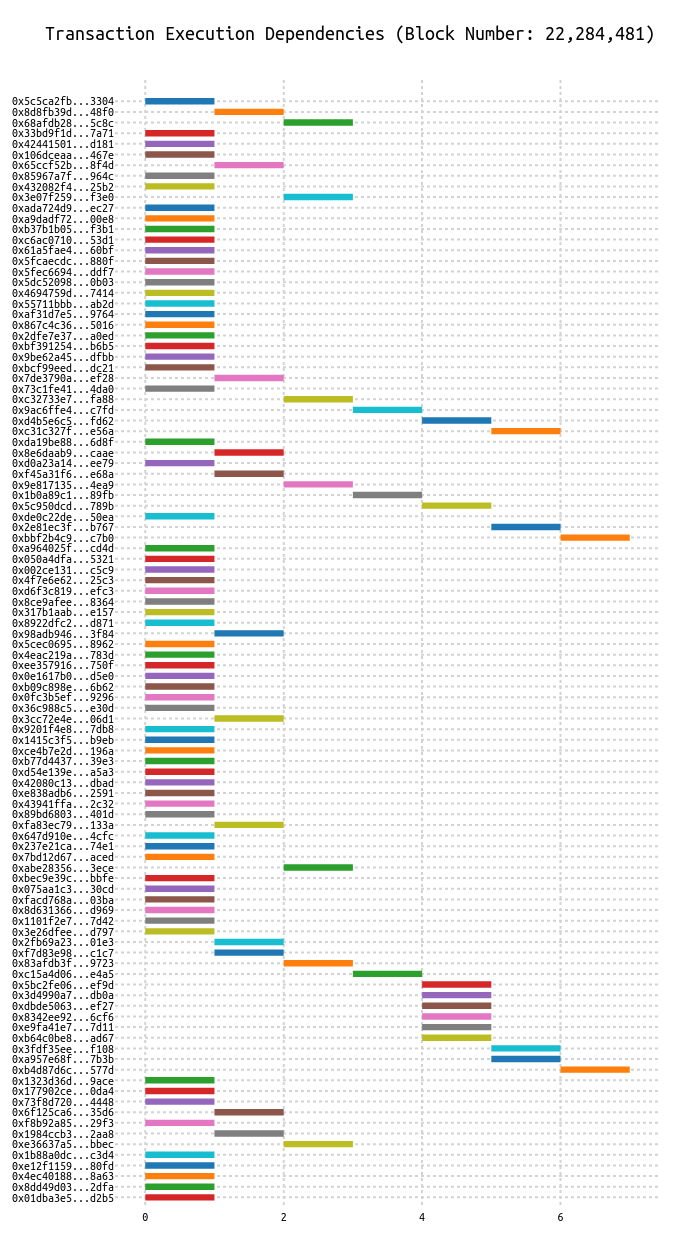 Transaction Execution Dependencies (Block Number: 22,284,481)
0x5c5ca2fb...3304
0x8d8fb39d...48f0
0x68afdb28...5c8c
0x33bd9f1d...7a71
0x42441501...d181
0x106dceaa...467e
0x65ccf52b...8f4d
0x85967a7f...964c
0x432082f4...25b2
0x3e07f259...f3e0
0xada724d9...ec27
0xa9dadf72...00e8
0xb37b1b05...f3b1
0xc6ac0710...53d1
0x61a5fae4...60bf
0x5fcaecdc...880f
0x5fec6694...ddf7
0x5dc52098...0b03
0x4694759d...7414
0x55711bbb...ab2d
0xaf31d7e5...9764
0x867c4c36...5016
0x2dfe7e37...a0ed
0xbf391254...b6b5
0x9be62a45...dfbb
0xbcf99eed...dc21
0x7de3790a...ef28
0x73c1fe41...4da0
0xc32733e7...fa88
0x9ac6ffe4...c7fd
0xd4b5e6c5...fd62
0xc31c327f...e56a
0xda19be88...6d8f
0x8e6daab9...caae
0xd0a23a14...ee79
0xf45a31f6...e68a
0x9e817135...4ea9
0x1b0a89c1...89fb
0x5c950dcd...789b
0xde0c22de...50ea
0x2e81ec3f...b767
0xbbf2b4c9...c7b0
0xa964025f...cd4d
0x050a4dfa...5321
0x002ce131...c5c9
0x4f7e6e62...25c3
0xd6f3c819...efc3
0x8ce9afee...8364
0x317b1aab...e157
0x8922dfc2...d871
0x98adb946...3f84
0x5cec0695...8962
0x4eac219a...783d
0xee357916...750f
0x0e1617b0...d5e0
0xb09c898e...6b62
0x0fc3b5ef...9296
0x36c988c5...e30d
0x3cc72e4e...06d1
0x9201f4e8...7db8
0x1415c3f5...b9eb
0xce4b7e2d...196a
0xb77d4437...39e3
0xd54e139e...a5a3
0x42080c13...dbad
0xe838adb6...2591
0x43941ffa...2c32
0x89bd6803...401d
0xfa83ec79...133a
0x647d910e...4cfc
0x237e21ca...74e1
0x7bd12d67...aced
0xabe28356...3ece
0xbec9e39c...bbfe
0x075aa1c3...30cd
0xfacd768a...03ba
0x8d631366...d969
0x1101f2e7...7d42
0x3e26dfee...d797
0x2fb69a23...01e3
0xf7d83e98...c1c7
0x83afdb3f...9723
0xc15a4d06...e4a5
0x5bc2fe06...ef9d
0x3d4990a7...db0a
0xdbde5063...ef27
0x8342ee92...6cf6
0xe9fa41e7...7d11
0xb64c0be8...ad67
0x3fdf35ee...f108
0xa957e68f...7b3b
0xb4d87d6c...577d
0x1323d36d...9ace
0x177902ce...0da4
0x73f8d720...4448
0x6f125ca6...35d6
0xf8b92a85...29f3
0x1984ccb3...2aa8
0xe36637a5...bbec
0x1b88a0dc...c3d4
0xe12f1159...80fd
0x4ec40188...8a63
0x8dd49d03...2dfa
0x01dba3e5...d2b5
0 2 4 6